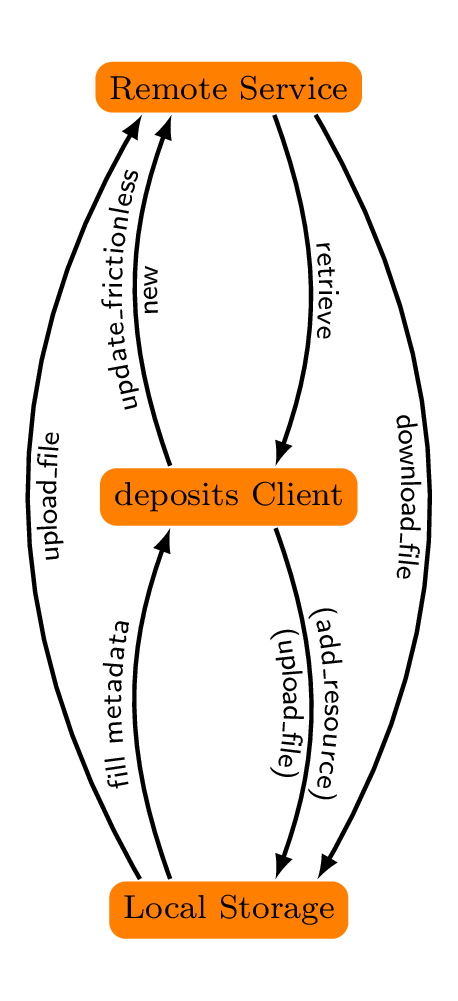 Remote Service
update_frictionless
new
retrieve
upload_file
download_file
deposits Client
fill metadata
(add_resource)
(upload_file)
Local Storage